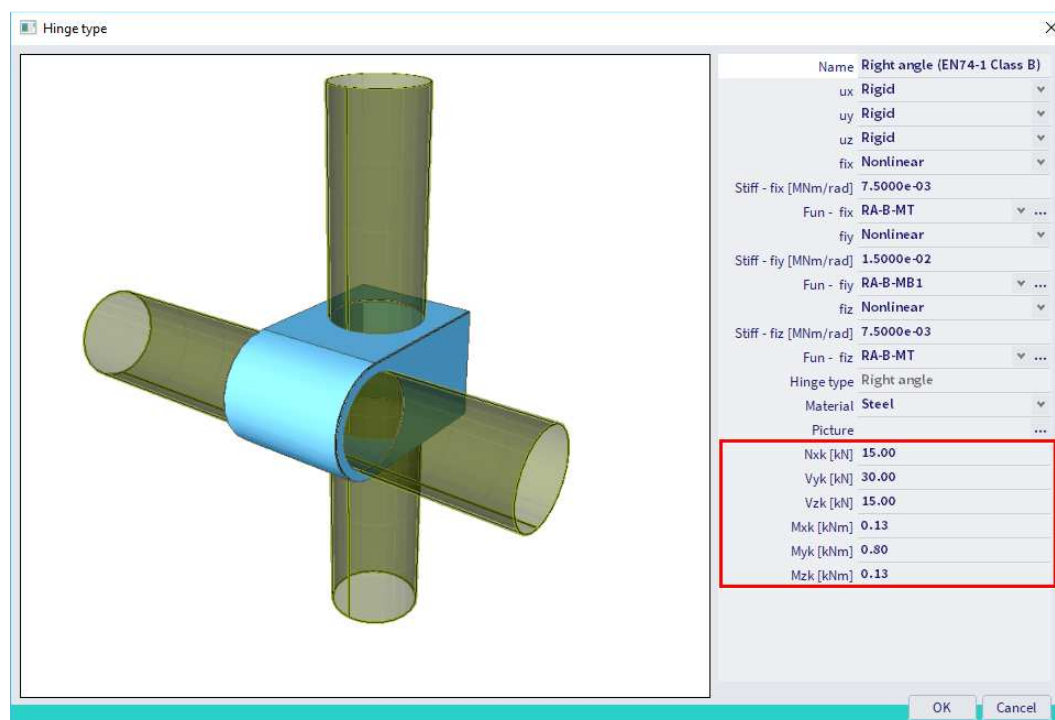 Hinge type
Name Right angle (EN74-1 Class B)
ux Rigid
uy Rigid
uz Rigid
fix Nonlinear
Stiff - fix [MNm/rad] 7.5000e-03
Fun - fix RA-B-MT ...
fiy Nonlinear
Stiff - fiy [MNm/rad] 1.5000e-02
Fun - fiy RA-B-MB1 ...
fiz Nonlinear
Stiff - fiz [MNm/rad] 7.5000e-03
Fun - fiz RA-B-MT ...
Hinge type Right angle
Material Steel
Picture ...
Nxk [kN] 15.00
Vyk [kN] 30.00
Vzk [kN] 15.00
Mxk [kNm] 0.13
Myk [kNm] 0.80
Mzk [kNm] 0.13
OK Cancel